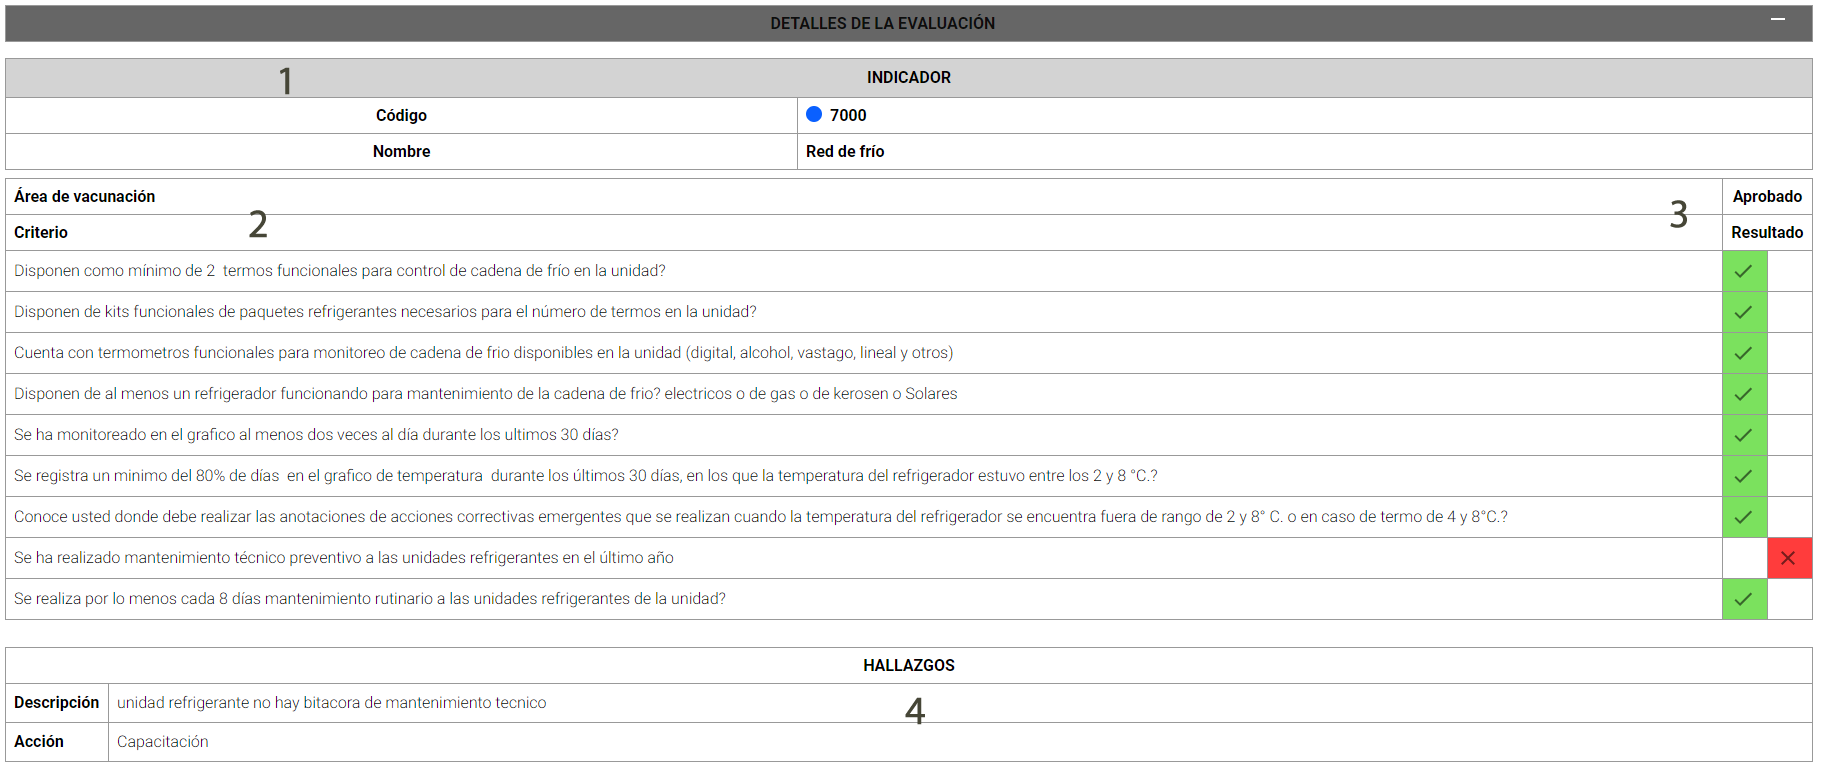 DETALLES DE LA EVALUACIÓN
1
INDICADOR
Código 7000
Nombre Red de frío
Área de vacunación Aprobado
2 3
Criterio Resultado
Disponen como mínimo de 2 termos funcionales para control de cadena de frío en la unidad?
Disponen de kits funcionales de paquetes refrigerantes necesarios para el número de termos en la unidad?
Cuenta con termometros funcionales para monitoreo de cadena de frio disponibles en la unidad (digital, alcohol, vastago, lineal y otros)
Disponen de al menos un refrigerador funcionando para mantenimiento de la cadena de frio? electricos o de gas o de kerosen o Solares
Se ha monitoreado en el grafico al menos dos veces al día durante los ultimos 30 días?
Se registra un minimo del 80% de días en el grafico de temperatura durante los últimos 30 días, en los que la temperatura del refrigerador estuvo entre los 2 y 8 °C.?
Conoce usted donde debe realizar las anotaciones de acciones correctivas emergentes que se realizan cuando la temperatura del refrigerador se encuentra fuera de rango de 2 y 8° C. o en caso de termo de 4 y 8°C.?
Se ha realizado mantenimiento técnico preventivo a las unidades refrigerantes en el último año
Se realiza por lo menos cada 8 días mantenimiento rutinario a las unidades refrigerantes de la unidad?
HALLAZGOS
Descripción unidad refrigerante no hay bitacora de mantenimiento tecnico
4
Acción Capacitación